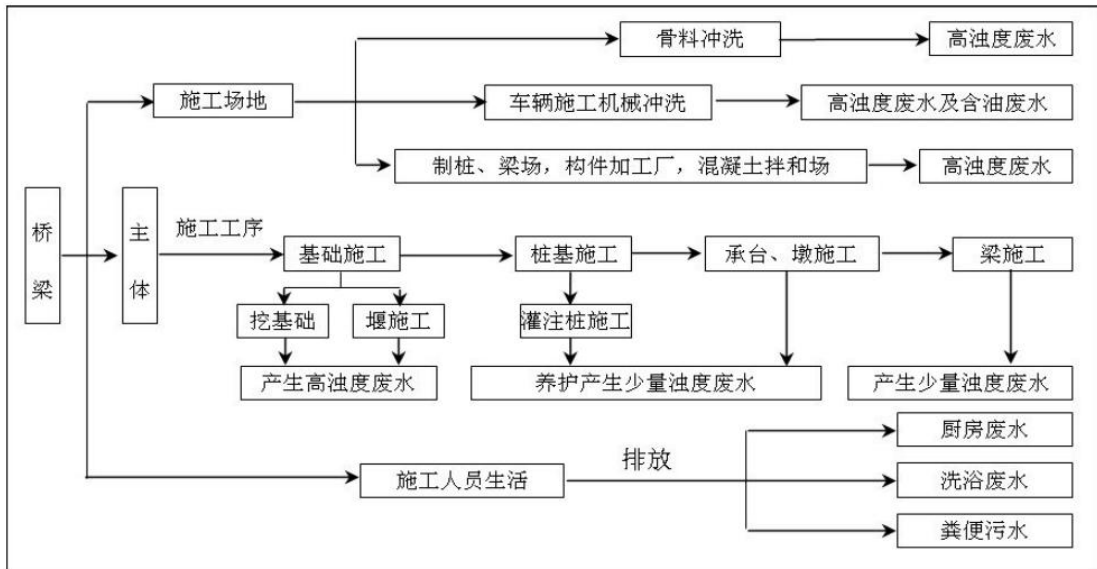 骨料冲洗
高浊度废水
施工场地
车辆施工机械冲洗
高浊度废水及含油废水
制桩、梁场，构件加工厂，混凝土拌和场
高浊度废水
桥梁
主体
施工工序
基础施工
桩基施工
承台、墩施工
梁施工
挖基础
堰施工
灌注桩施工
产生高浊度废水
养护产生少量浊度废水
产生少量浊度废水
厨房废水
施工人员生活
排放
洗浴废水
粪便污水